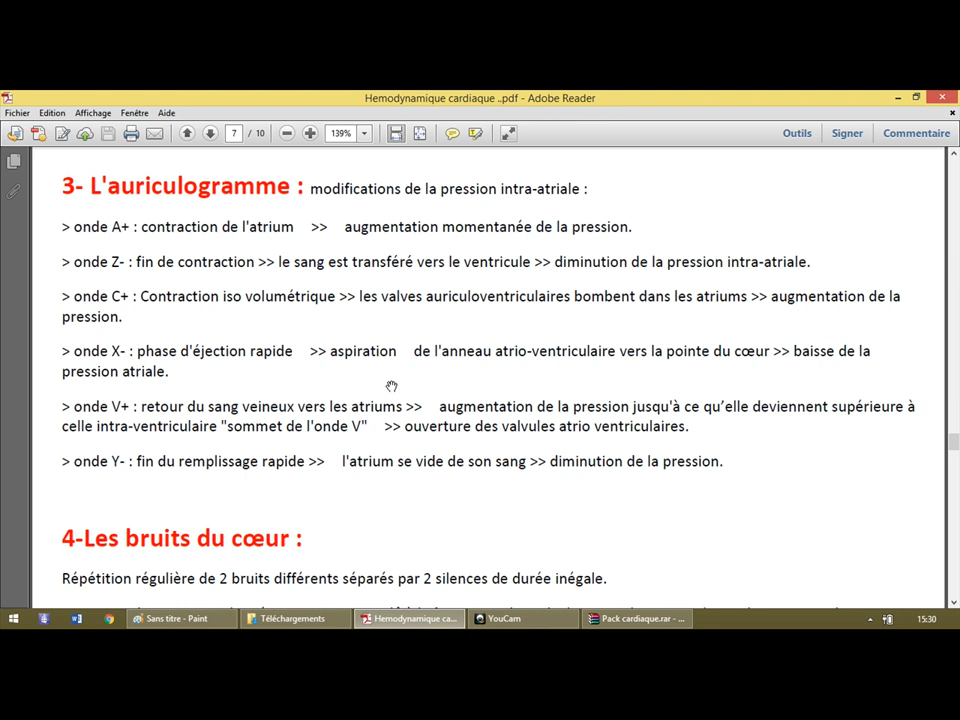 Hemodynamique cardiaque ..pdf - Adobe Reader
Fichier Edition Affichage Fenêtre Aide
7 / 10 139% Outils Signer Commentaire
3- L'auriculogramme : modifications de la pression intra-atriale :
> onde A+ : contraction de l'atrium >> augmentation momentanée de la pression.
> onde Z- : fin de contraction >> le sang est transféré vers le ventricule >> diminution de la pression intra-atriale.
> onde C+ : Contraction iso volumétrique >> les valves auriculoventriculaires bombent dans les atriums >> augmentation de la
pression.
> onde X- : phase d'éjection rapide >> aspiration de l'anneau atrio-ventriculaire vers la pointe du cœur >> baisse de la
pression atriale.
> onde V+ : retour du sang veineux vers les atriums >> augmentation de la pression jusqu'à ce qu'elle deviennent supérieure à
celle intra-ventriculaire "sommet de l'onde V" >> ouverture des valvules atrio ventriculaires.
> onde Y- : fin du remplissage rapide >> l'atrium se vide de son sang >> diminution de la pression.
4-Les bruits du cœur :
Répétition régulière de 2 bruits différents séparés par 2 silences de durée inégale.
Sans titre - Paint Téléchargements Hemodynamique ca... YouCam Pack cardiaque.rar - ... 15:30